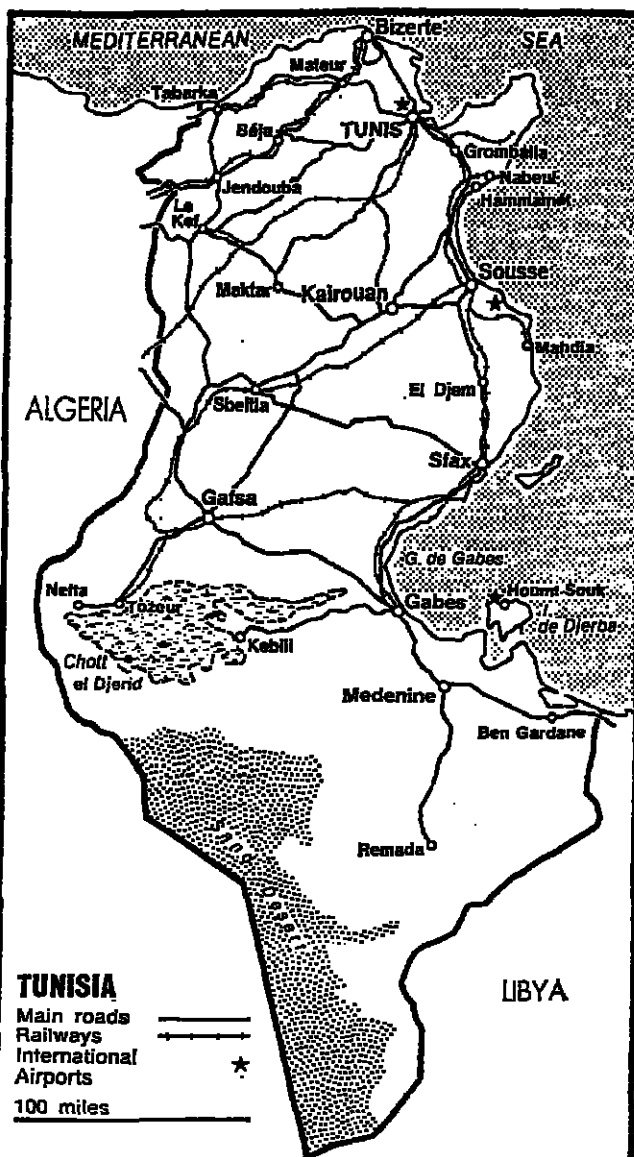 MEDITERRANEAN
SEA
Bizerte
Mateur
Tabarka
Béja
TUNIS
Grombalia
Nabeul
Hammamet
Jendouba
Le Kef
Maktar
Kairouan
Sousse
Mahdia
ALGERIA
Sbeitla
El Djem
Sfax
Gafsa
G. de Gabes
Nefta
Tozeur
Houmt-Souk
I. de Djerba
Gabes
Kebili
Chott
el Djerid
Medenine
Ben Gardane
Remada
Sand Desert
LIBYA
TUNISIA
Main roads
Railways
International
Airports
100 miles